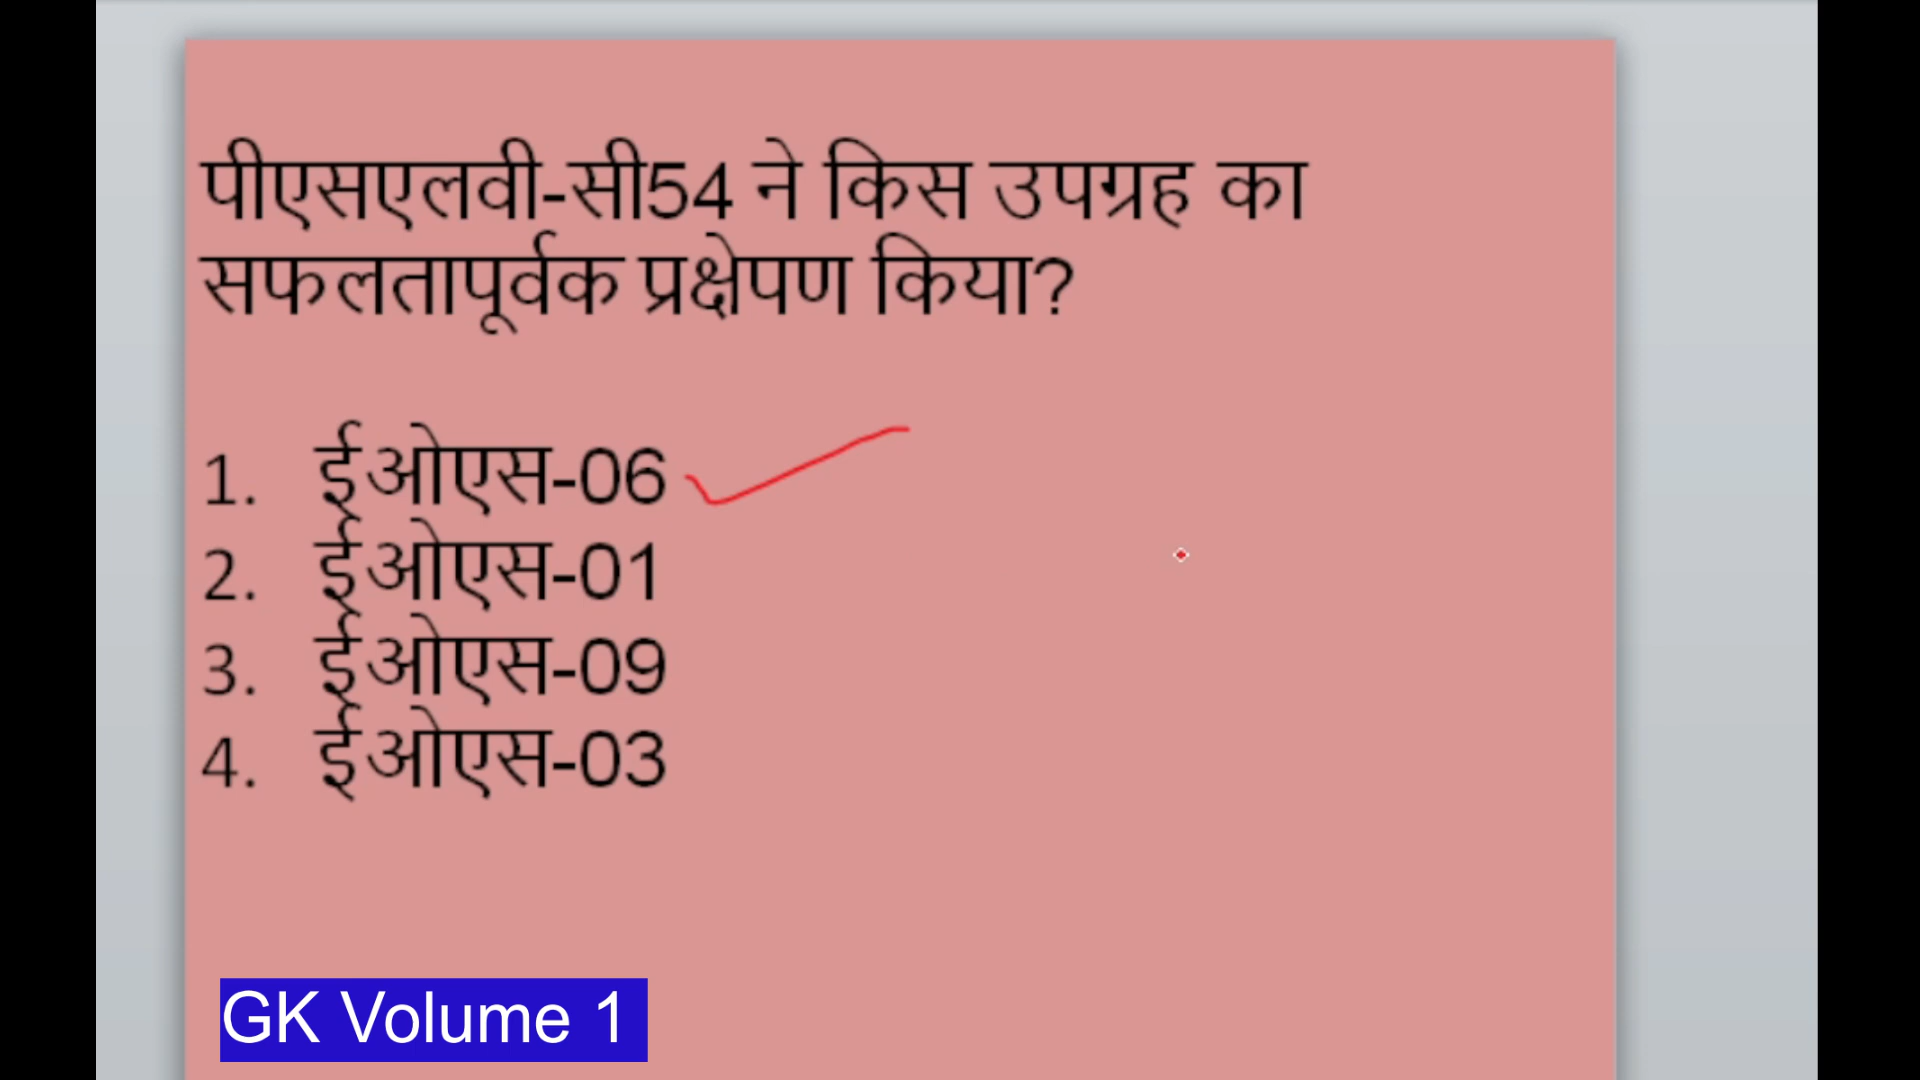 पीएसएलवी-सी54 ने किस उपग्रह का
सफलतापूर्वक प्रक्षेपण किया?
1. ईओएस-06
2. ईओएस-01
3. ईओएस-09
4. ईओएस-03
GK Volume 1